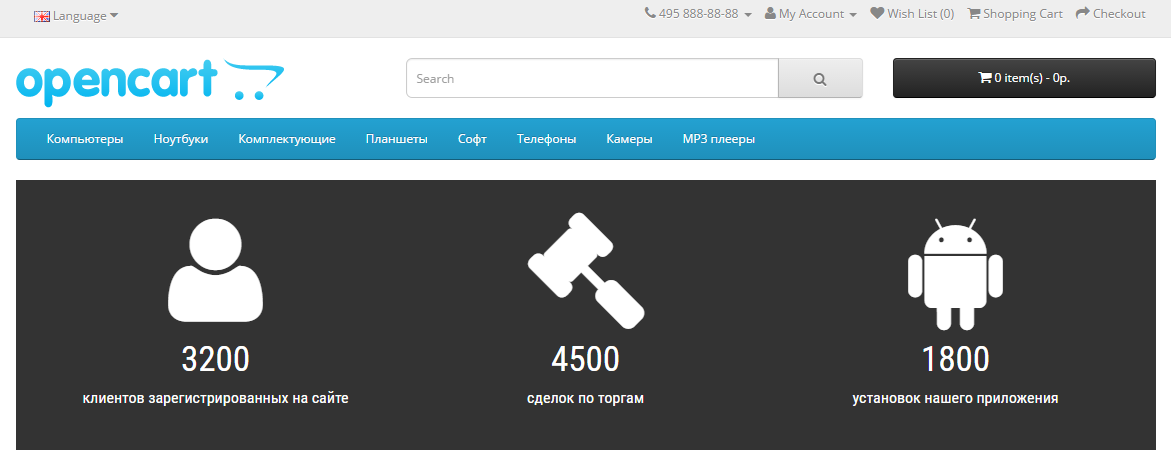 Language
495 888-88-88 My Account Wish List (0) Shopping Cart Checkout
opencart
Search
0 item(s) - 0р.
Компьютеры Ноутбуки Комплектующие Планшеты Софт Телефоны Камеры MP3 плееры
3200 4500 1800
клиентов зарегистрированных на сайте сделок по торгам установок нашего приложения